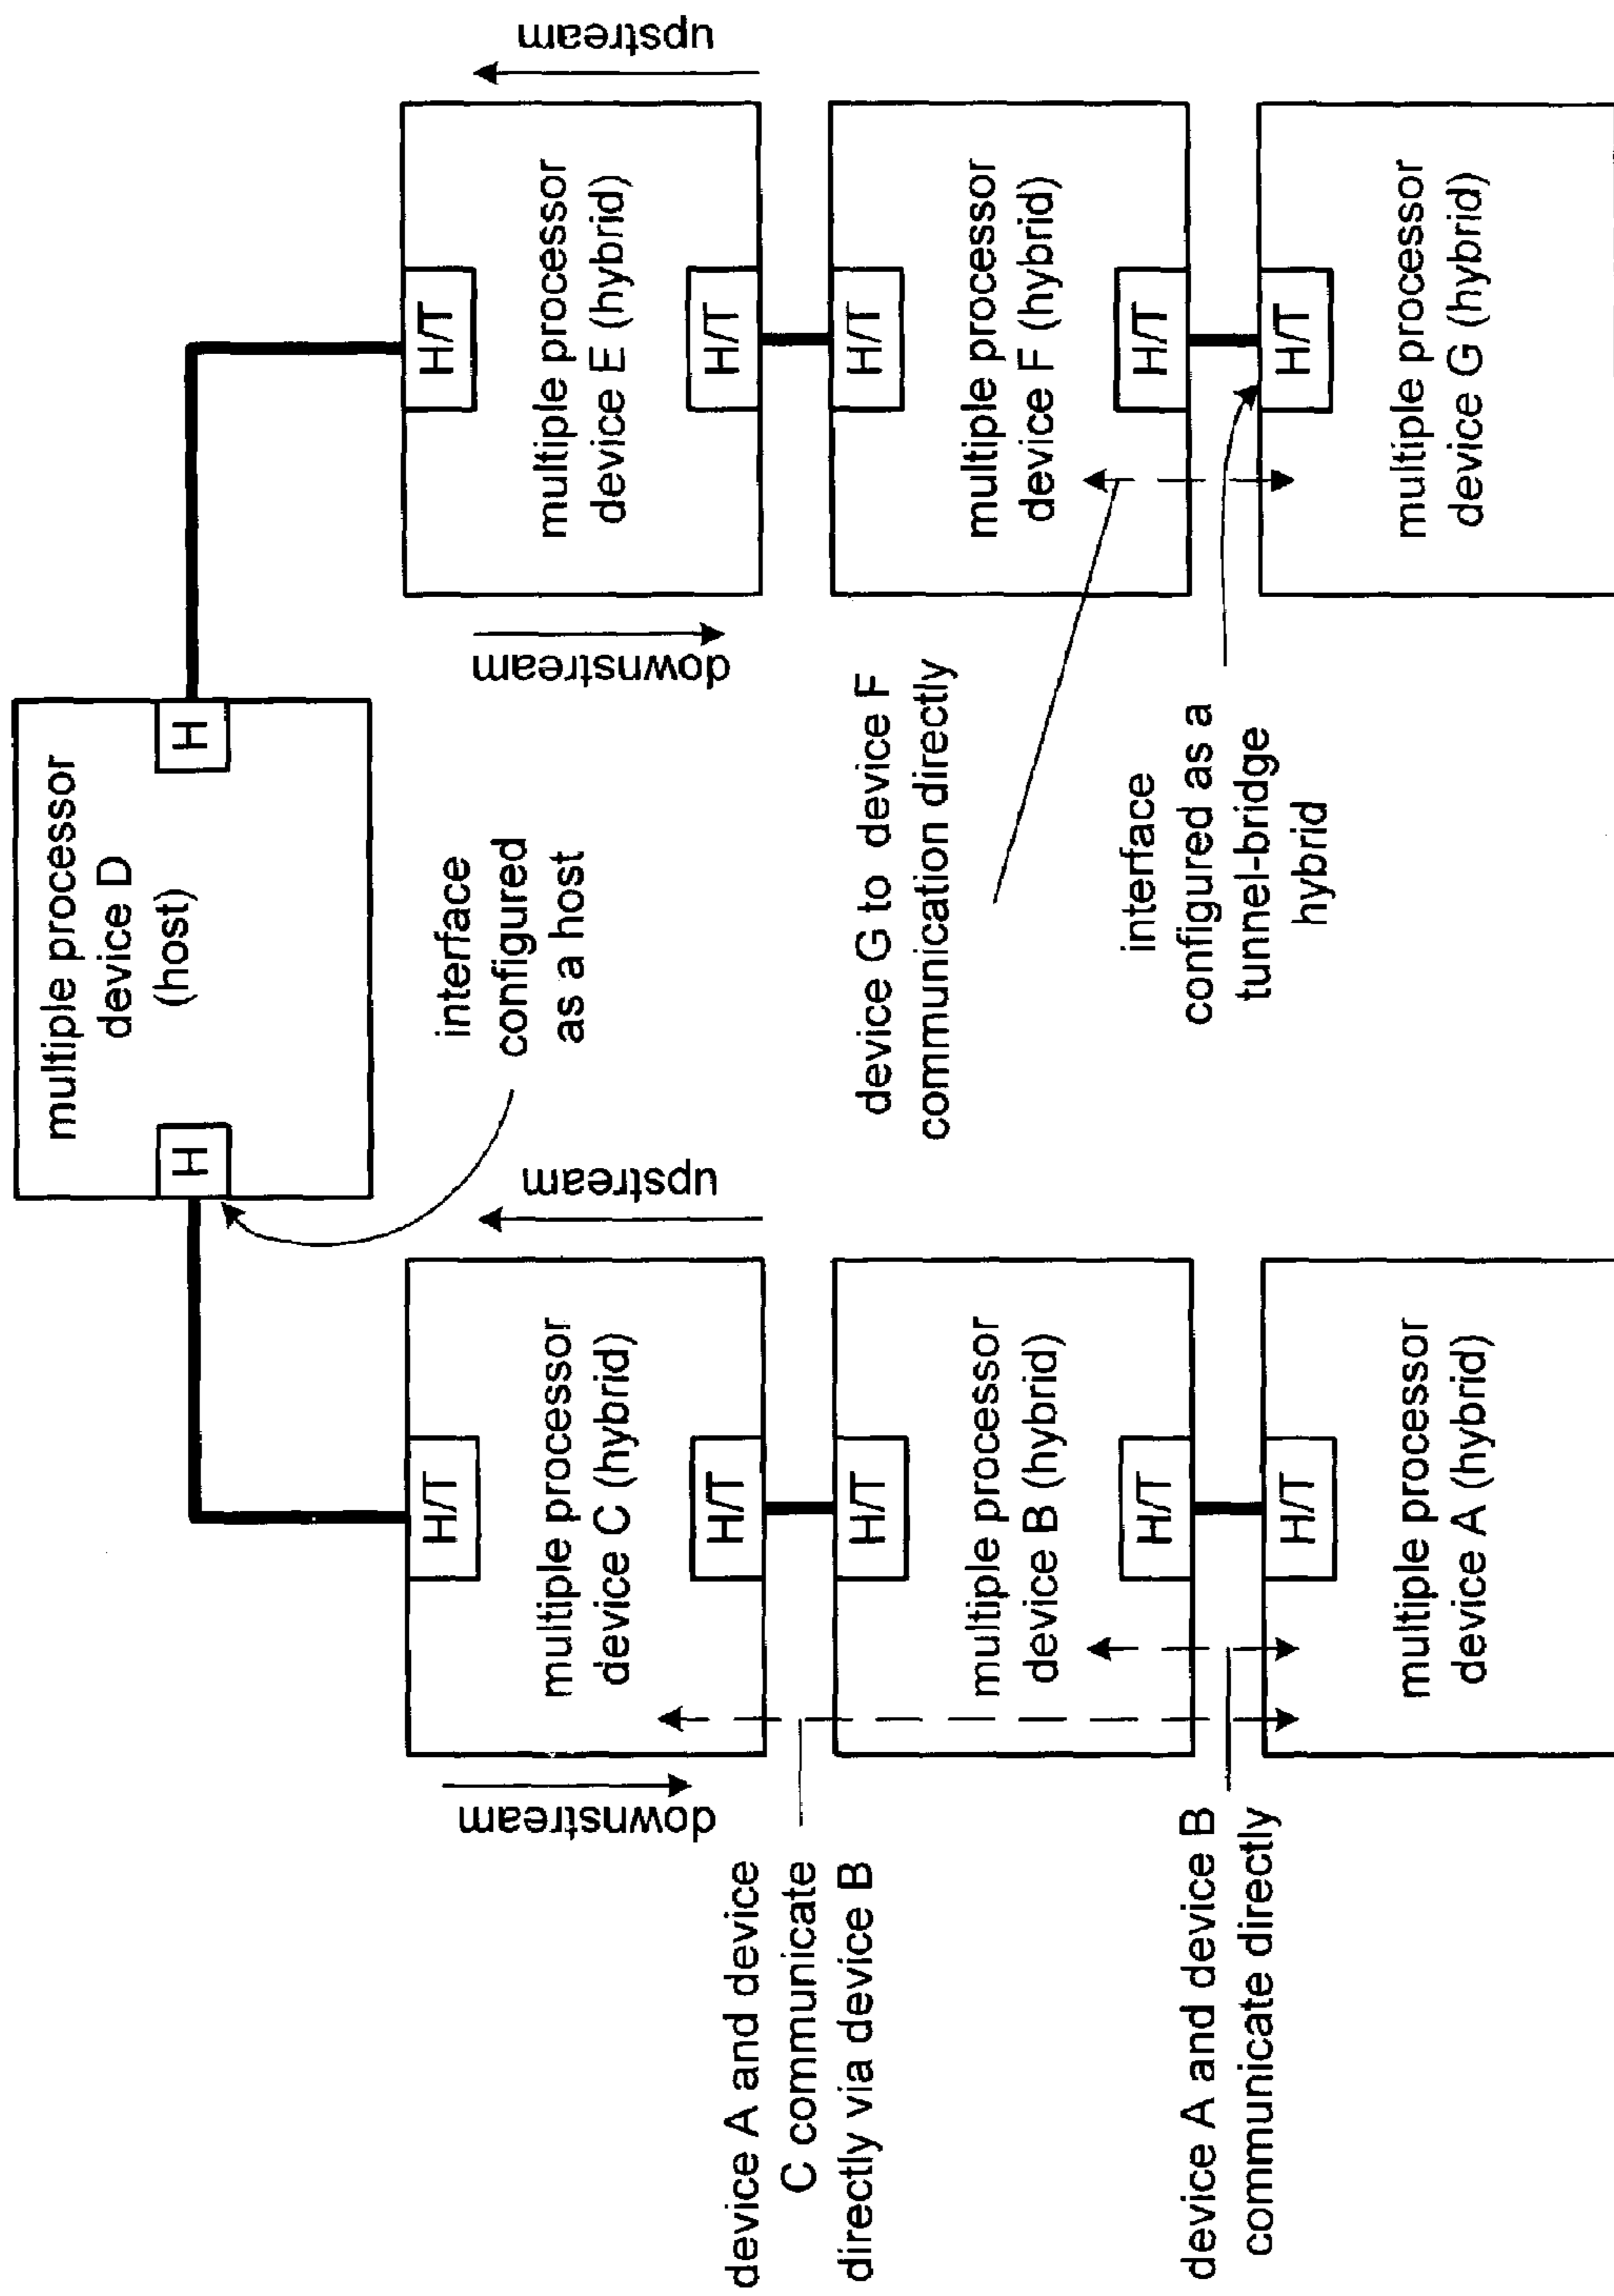 multiple processor
device D
(host)
H
H
interface
configured
as a host
upstream
downstream
H/T
multiple processor
device C (hybrid)
H/T
device A and device
C communicate
directly via device B
H/T
multiple processor
device B (hybrid)
H/T
device A and device B
communicate directly
H/T
multiple processor
device A (hybrid)
upstream
downstream
H/T
multiple processor
device E (hybrid)
H/T
device G to device F
communication directly
H/T
multiple processor
device F (hybrid)
H/T
interface
configured as a
tunnel-bridge
hybrid
H/T
multiple processor
device G (hybrid)